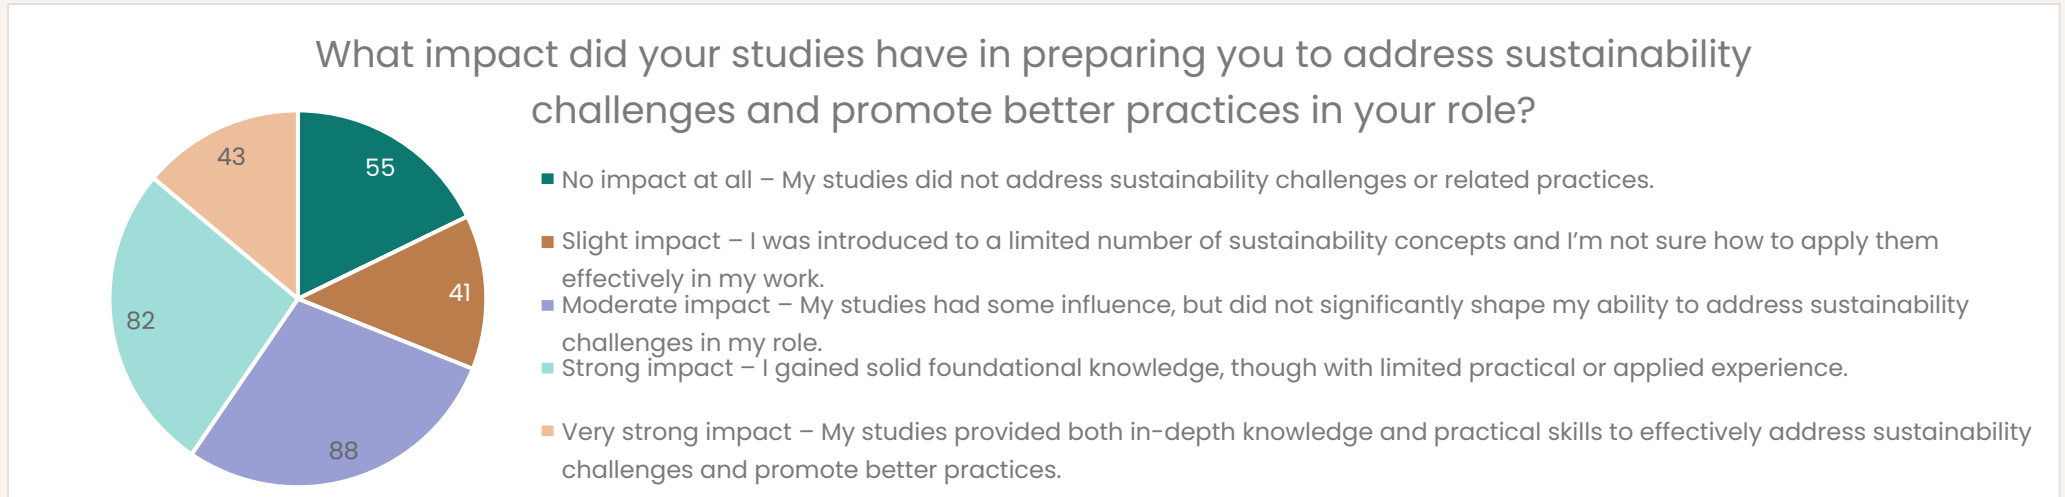 What impact did your studies have in preparing you to address sustainability
challenges and promote better practices in your role?
43
55
41
82
88
No impact at all – My studies did not address sustainability challenges or related practices.
Slight impact – I was introduced to a limited number of sustainability concepts and I’m not sure how to apply them
effectively in my work.
Moderate impact – My studies had some influence, but did not significantly shape my ability to address sustainability
challenges in my role.
Strong impact – I gained solid foundational knowledge, though with limited practical or applied experience.
Very strong impact – My studies provided both in-depth knowledge and practical skills to effectively address sustainability
challenges and promote better practices.